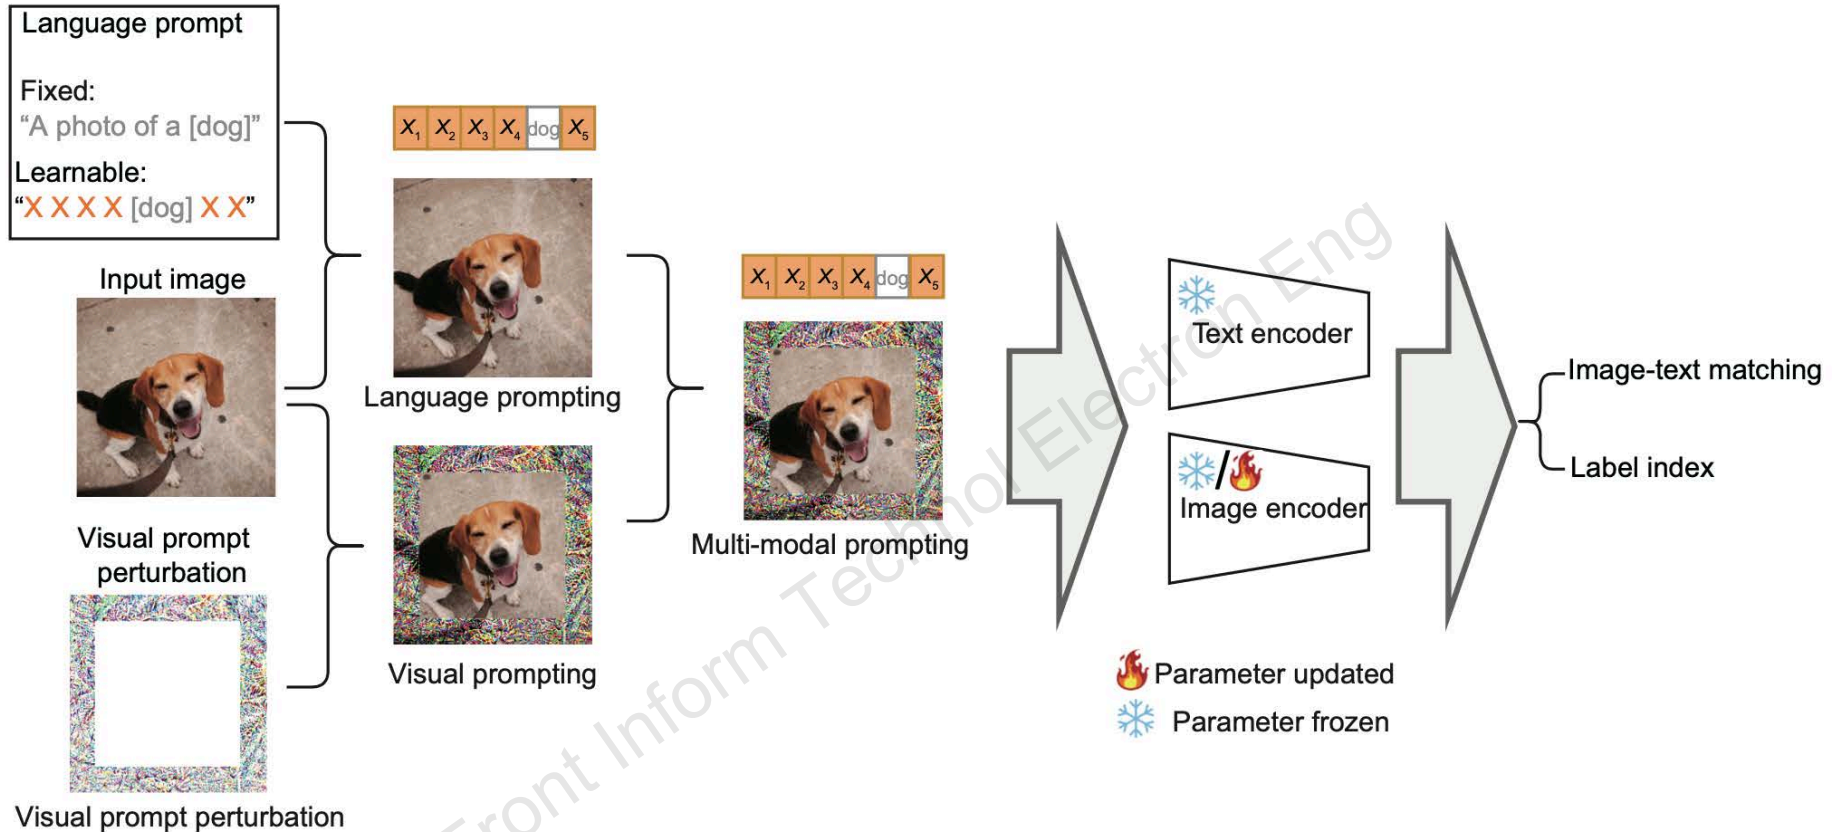 Language prompt
Fixed:
“A photo of a [dog]”
Learnable:
“X X X X [dog] X X”
Input image
Visual prompt
perturbation
Visual prompt perturbation
X₁ X₂ X₃ X₄ dog X₅
Language prompting
Visual prompting
X₁ X₂ X₃ X₄ dog X₅
Multi-modal prompting
Text encoder
/
Image encoder
Parameter updated
Parameter frozen
Image-text matching
Label index
Front Inform Technol Electron Eng